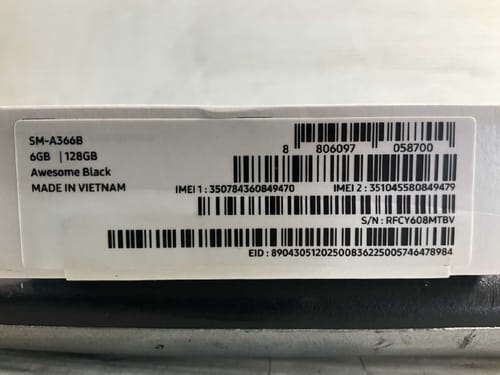 SM-A366B
6GB | 128GB
Awesome Black
MADE IN VIETNAM
8 806097 058700
IMEI 1 : 350784360849470 IMEI 2 : 351045580849479
S/N : RFCY608MTBV
EID : 89043051202500836225005746478984